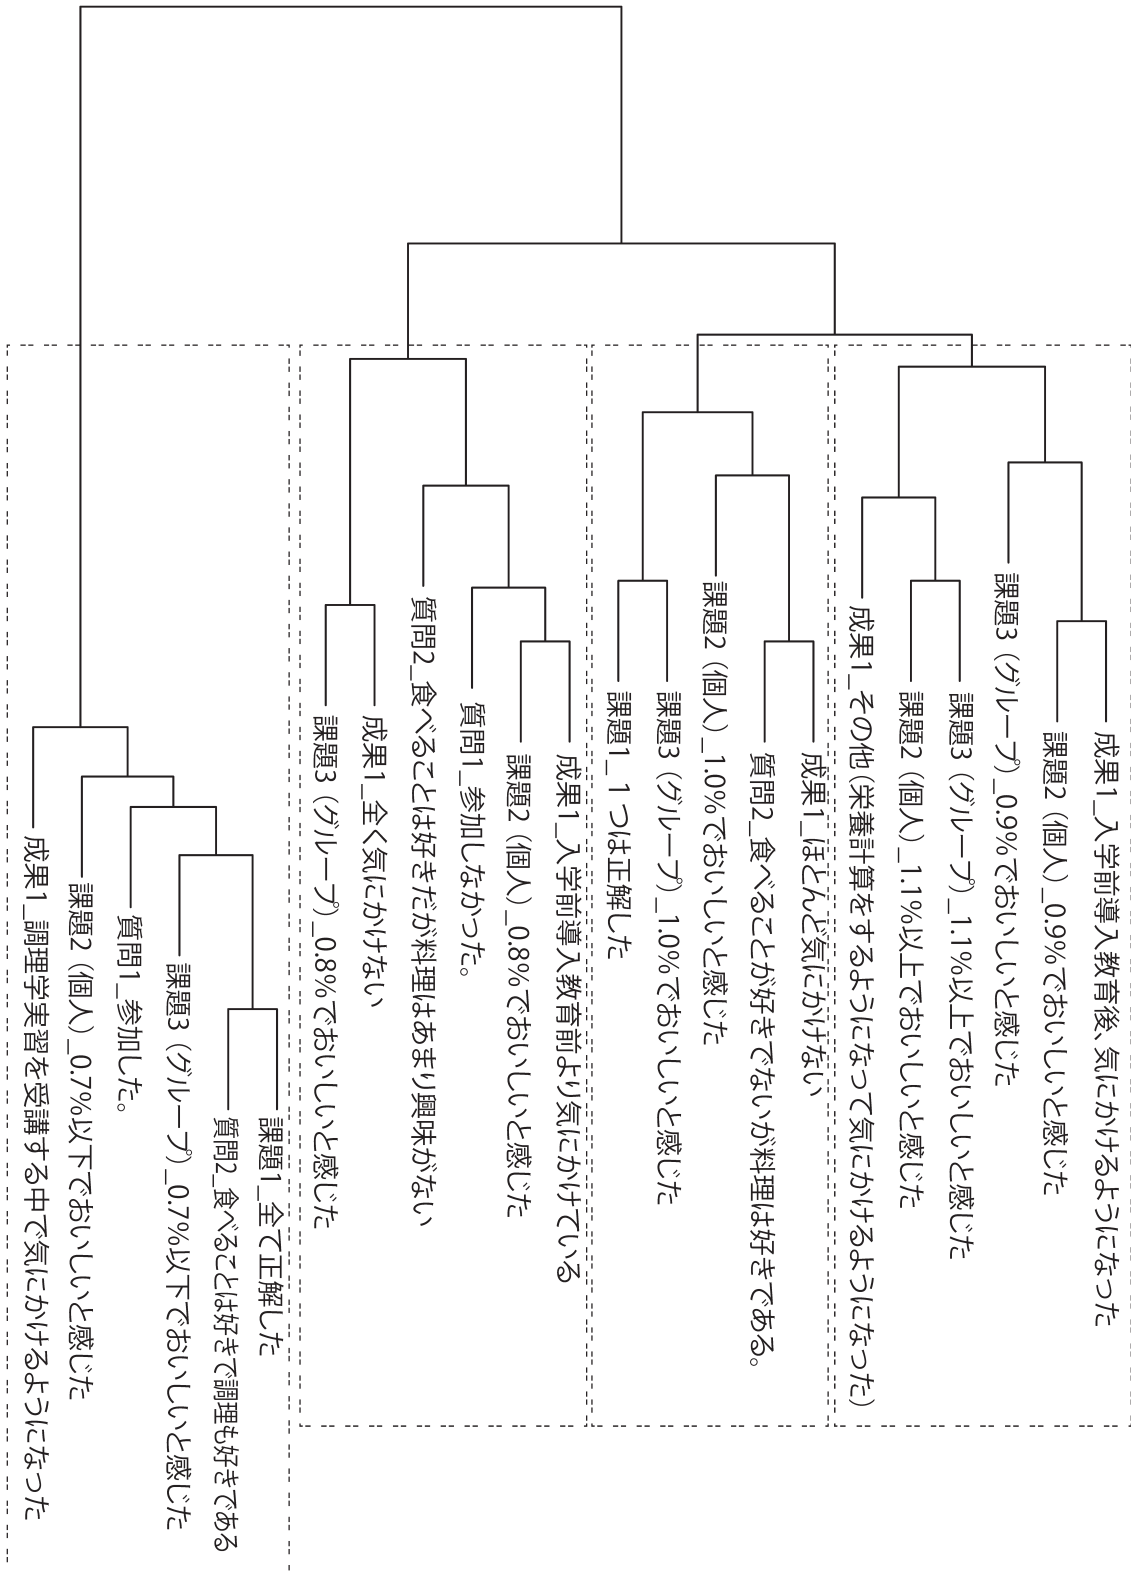 成果1_入学前導入教育後、気にかけるようになった
課題2（個人）_0.9%でおいしいと感じた
課題3（グループ）_0.9%でおいしいと感じた
課題3（グループ）_1.1%以上でおいしいと感じた
課題2（個人）_1.1%以上でおいしいと感じた
成果1_その他（栄養計算をするようになって気にかけるようになった）
成果1_ほとんど気にかけない
質問2_食べることが好きでないが料理は好きである。
課題2（個人）_1.0%でおいしいと感じた
課題3（グループ）_1.0%でおいしいと感じた
課題1_１つは正解した
成果1_入学前導入教育前より気にかけている
課題2（個人）_0.8%でおいしいと感じた
質問1_参加しなかった。
質問2_食べることは好きだが料理はあまり興味がない
成果1_全く気にかけない
課題3（グループ）_0.8%でおいしいと感じた
課題1_全て正解した
質問2_食べることは好きで調理も好きである
課題3（グループ）_0.7%以下でおいしいと感じた
質問1_参加した。
課題2（個人）_0.7%以下でおいしいと感じた
成果1_調理学実習を受講する中で気にかけるようになった